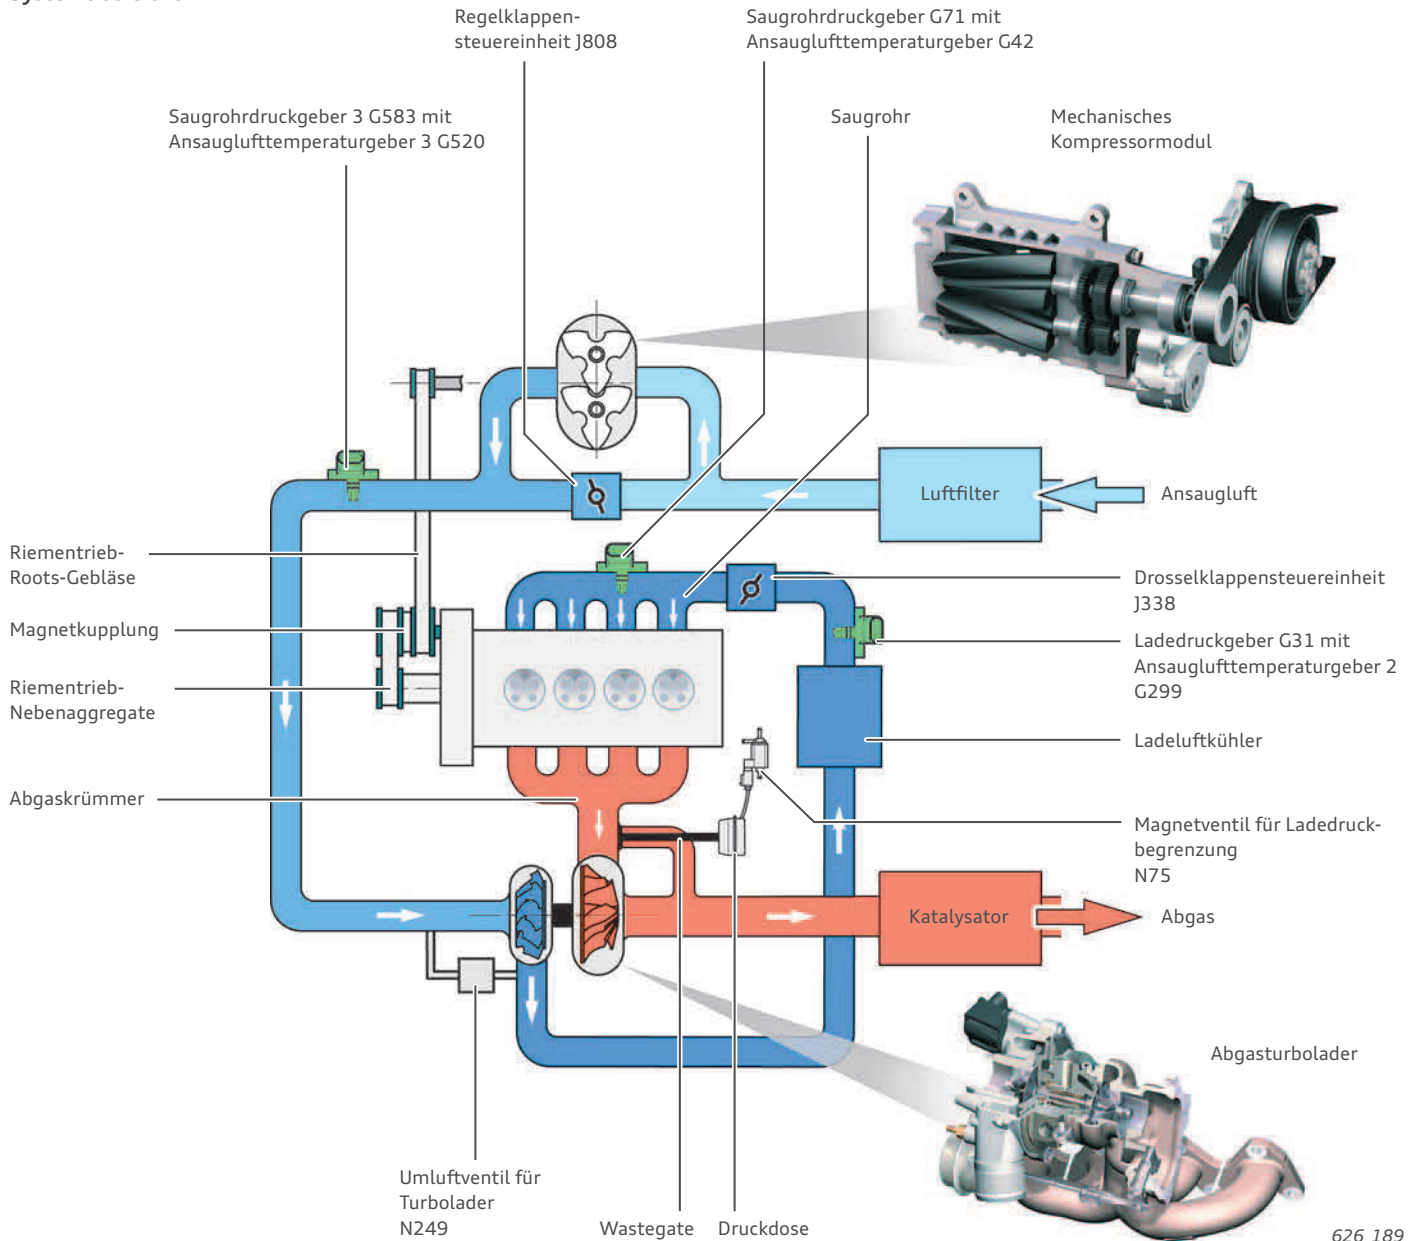 Regelklappen-
steuereinheit J808
Saugrohrdruckgeber G71 mit
Ansauglufttemperaturgeber G42
Saugrohrdruckgeber 3 G583 mit
Ansauglufttemperaturgeber 3 G520
Saugrohr
Mechanisches
Kompressormodul
Luftfilter
Ansaugluft
Riementrieb-
Roots-Gebläse
Drosselklappensteuereinheit
J338
Magnetkupplung
Ladedruckgeber G31 mit
Ansauglufttemperaturgeber 2
G299
Riementrieb-
Nebenaggregate
Ladeluftkühler
Abgaskrümmer
Magnetventil für Ladedruck-
begrenzung
N75
Katalysator
Abgas
Abgasturbolader
Umluftventil für
Turbolader
N249
Wastegate
Druckdose
626_189